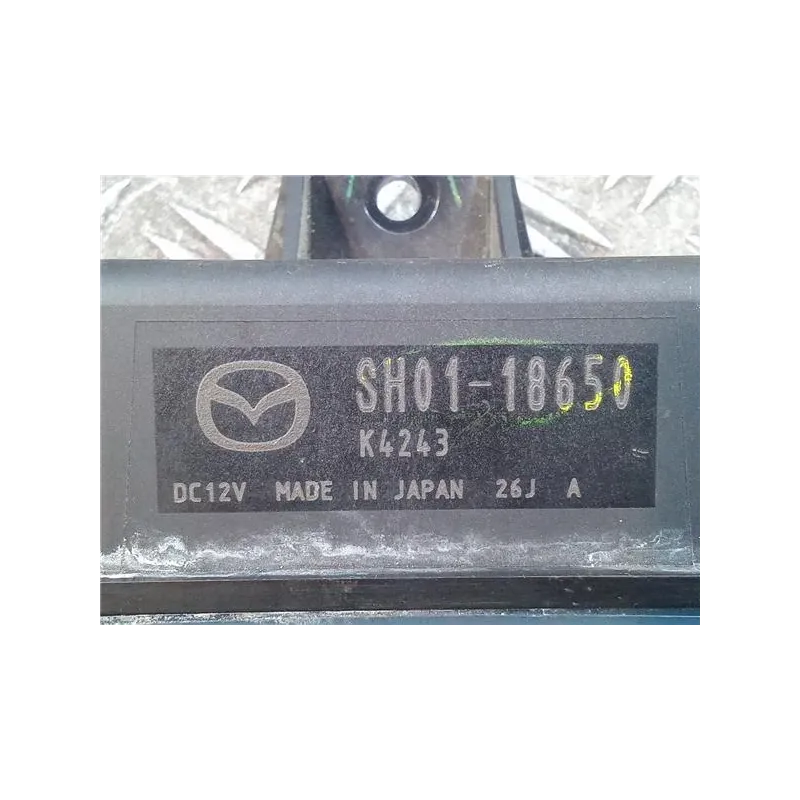 SH01-18650
K4243
DC12V MADE IN JAPAN 26J A